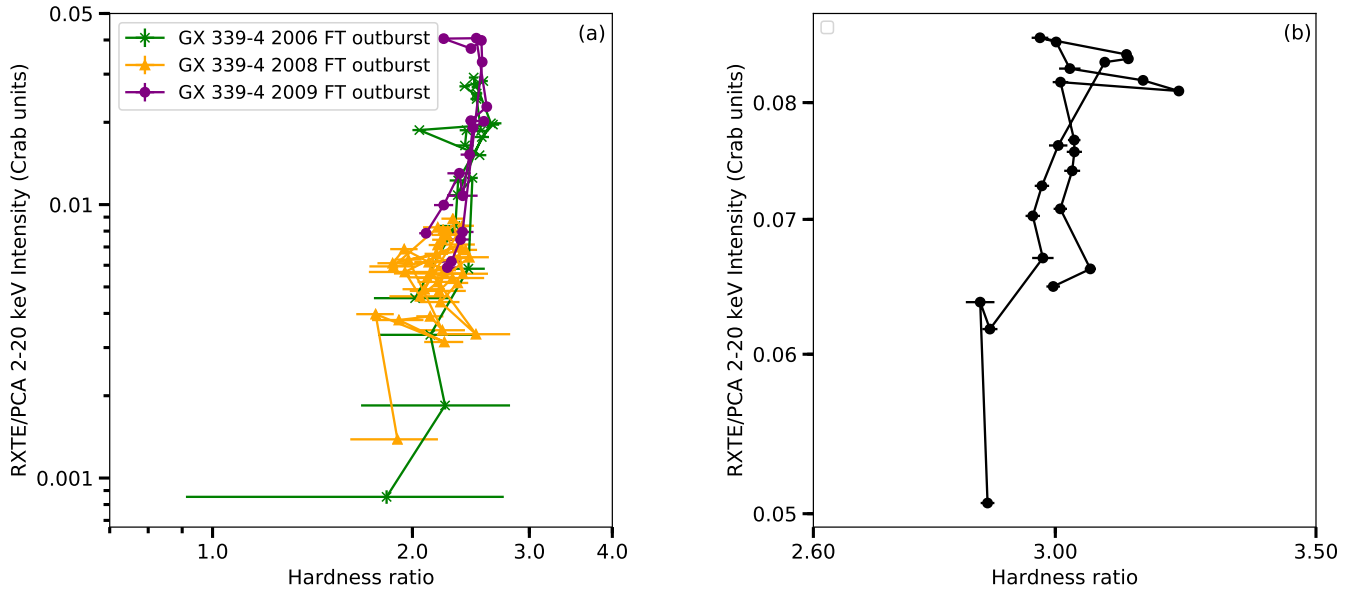 0.05
0.01
0.001
RXTE/PCA 2-20 keV Intensity (Crab units)
GX 339-4 2006 FT outburst
GX 339-4 2008 FT outburst
GX 339-4 2009 FT outburst
(a)
1.0
2.0
3.0
4.0
Hardness ratio
(b)
0.08
0.07
0.06
0.05
RXTE/PCA 2-20 keV Intensity (Crab units)
2.60
3.00
3.50
Hardness ratio